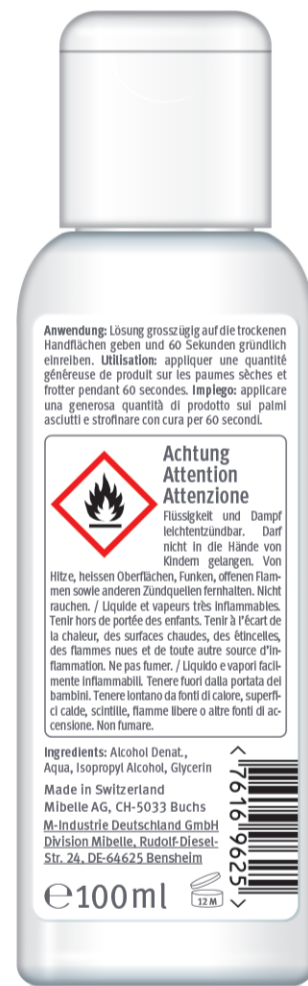 Anwendung: Lösung grosszügig auf die trockenen
Handflächen geben und 60 Sekunden gründlich
einreiben. Utilisation: appliquer une quantité
généreuse de produit sur les paumes sèches et
frotter pendant 60 secondes. Impiego: applicare
una generosa quantità di prodotto sui palmi
asciutti e strofinare con cura per 60 secondi.
Achtung
Attention
Attenzione
Flüssigkeit und Dampf
leichtentzündbar. Darf
nicht in die Hände von
Kindern gelangen. Von
Hitze, heissen Oberflächen, Funken, offenen Flam-
men sowie anderen Zündquellen fernhalten. Nicht
rauchen. / Liquide et vapeurs très inflammables.
Tenir hors de portée des enfants. Tenir à l'écart de
la chaleur, des surfaces chaudes, des étincelles,
des flammes nues et de toute autre source d'in-
flammation. Ne pas fumer. / Liquido e vapori facil-
mente infiammabili. Tenere fuori dalla portata dei
bambini. Tenere lontano da fonti di calore, superfi-
ci calde, scintille, fiamme libere o altre fonti di ac-
censione. Non fumare.
Ingredients: Alcohol Denat.,
Aqua, Isopropyl Alcohol, Glycerin
Made in Switzerland
Mibelle AG, CH-5033 Buchs
M-Industrie Deutschland GmbH
Division Mibelle, Rudolf-Diesel-
Str. 24, DE-64625 Bensheim
℮100ml
12 M
<76169625>